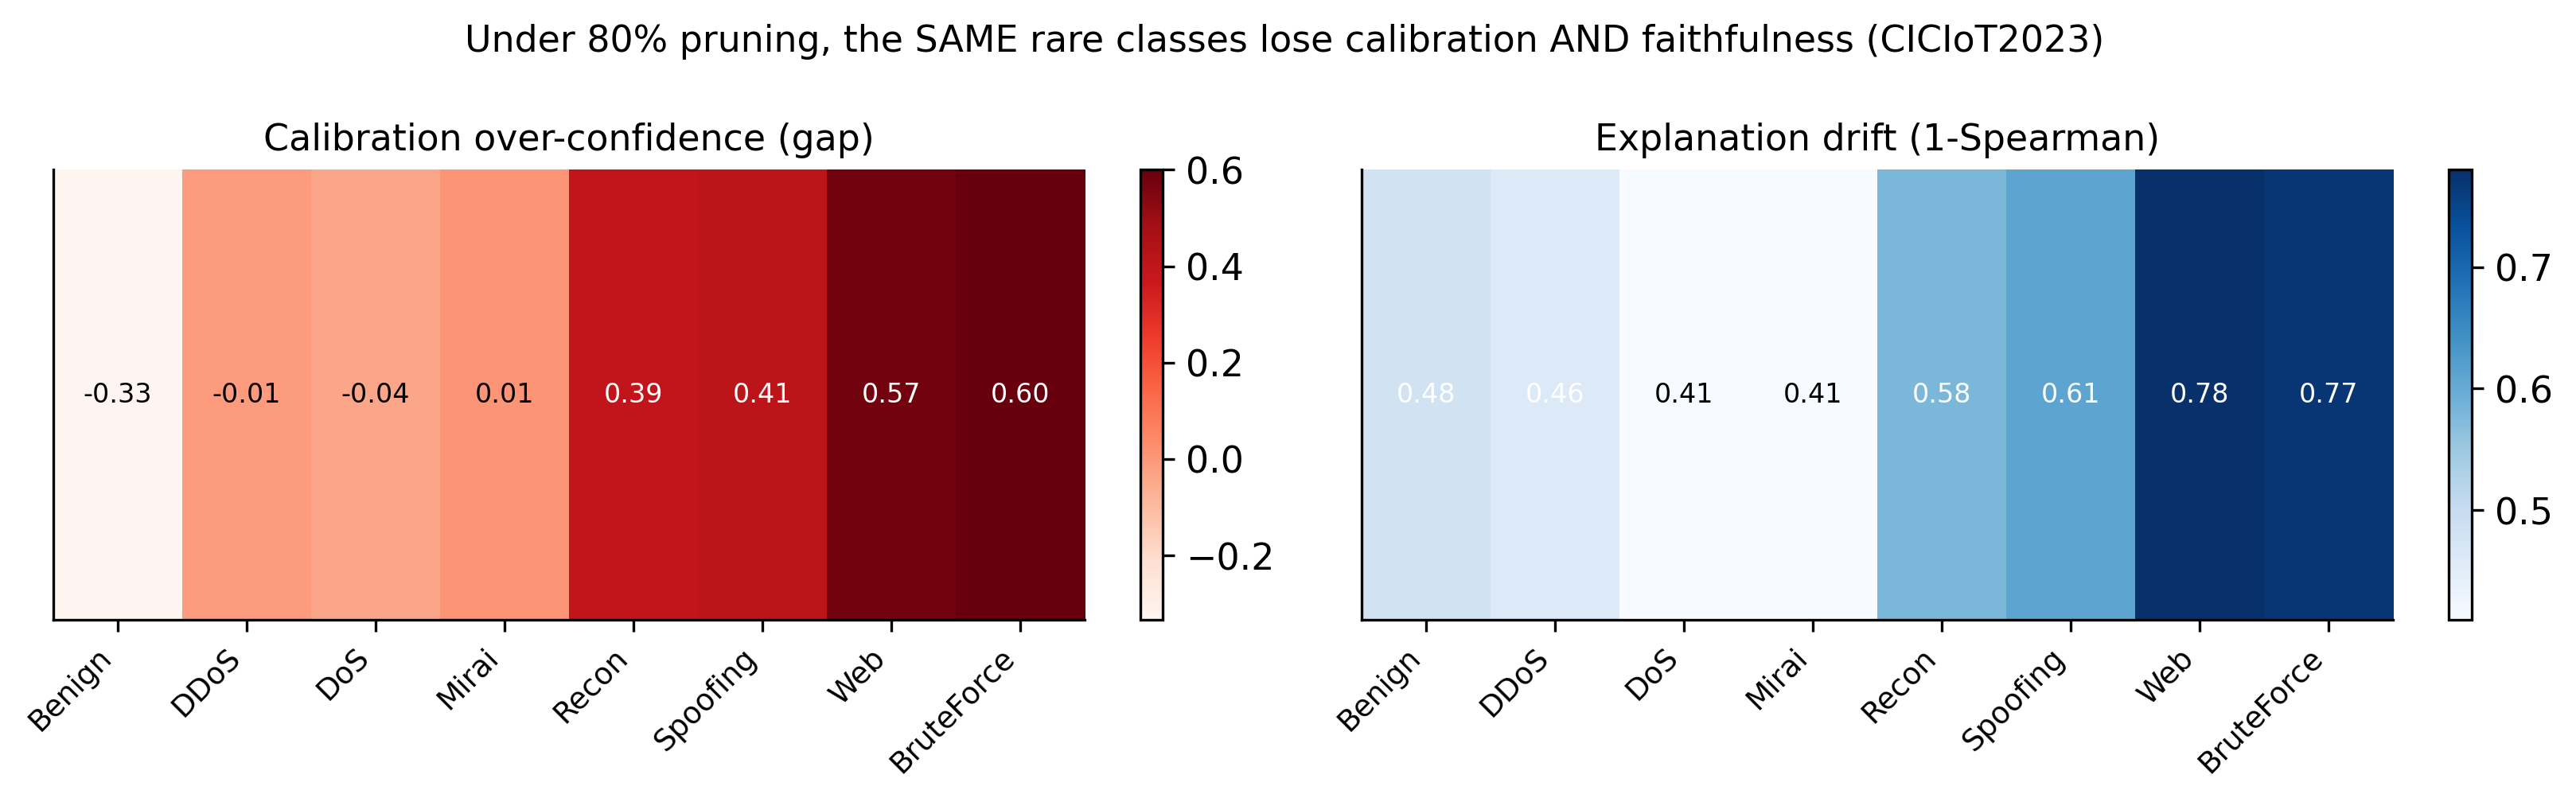 Under 80% pruning, the SAME rare classes lose calibration AND faithfulness (CICIoT2023)
Calibration over-confidence (gap)
-0.33 -0.01 -0.04 0.01 0.39 0.41 0.57 0.60
Benign DDoS DoS Mirai Recon Spoofing Web BruteForce
0.6
0.4
0.2
0.0
−0.2
Explanation drift (1-Spearman)
0.48 0.46 0.41 0.41 0.58 0.61 0.78 0.77
Benign DDoS DoS Mirai Recon Spoofing Web BruteForce
0.7
0.6
0.5